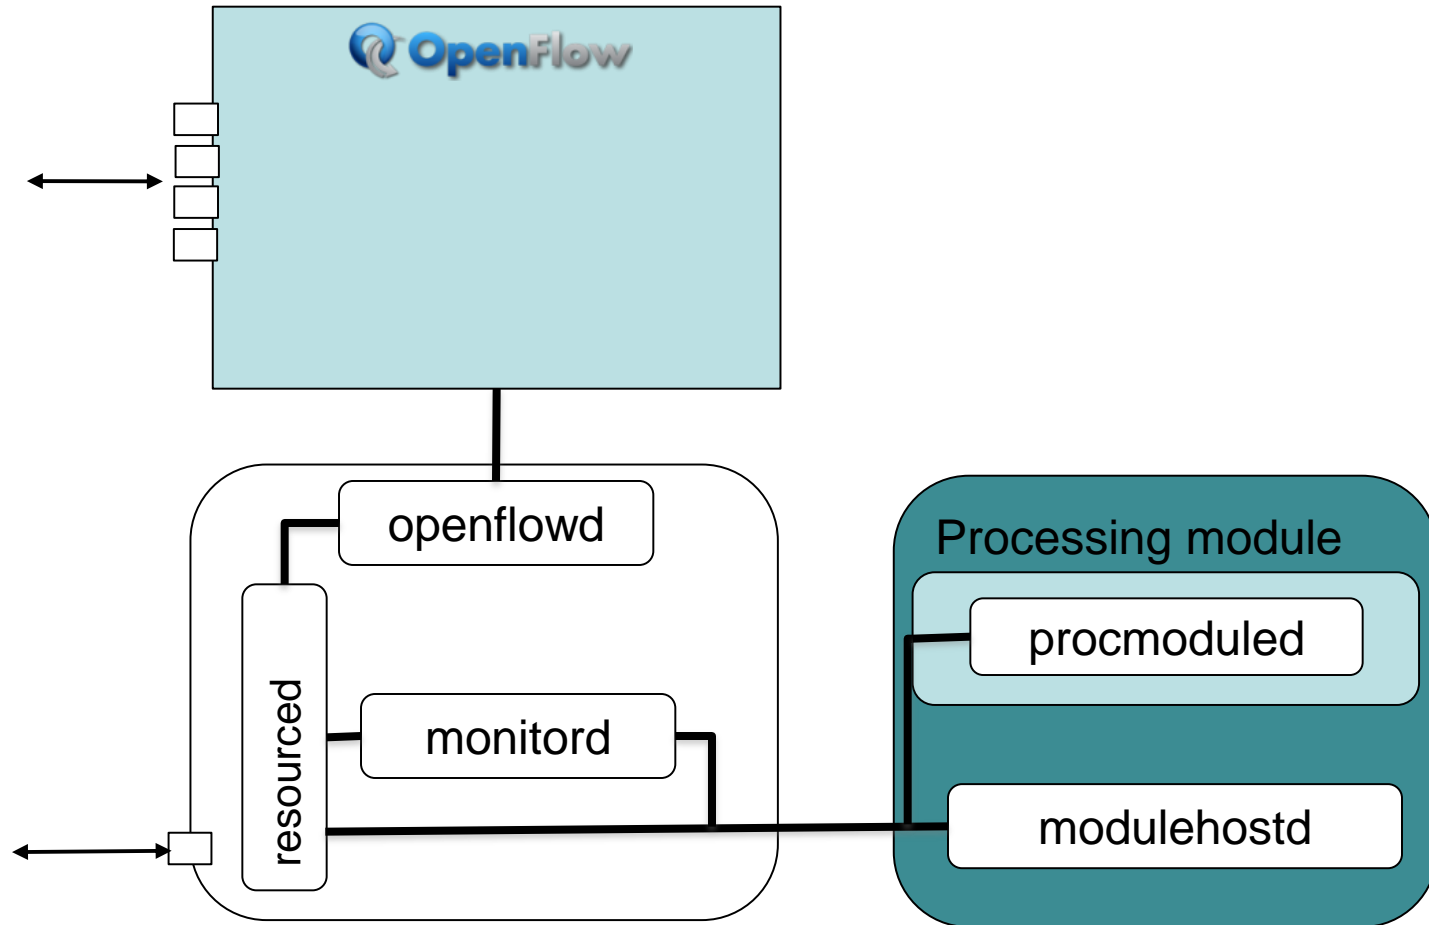 OpenFlow
openflowd
Processing module
procmoduled
resourced
monitord
modulehostd